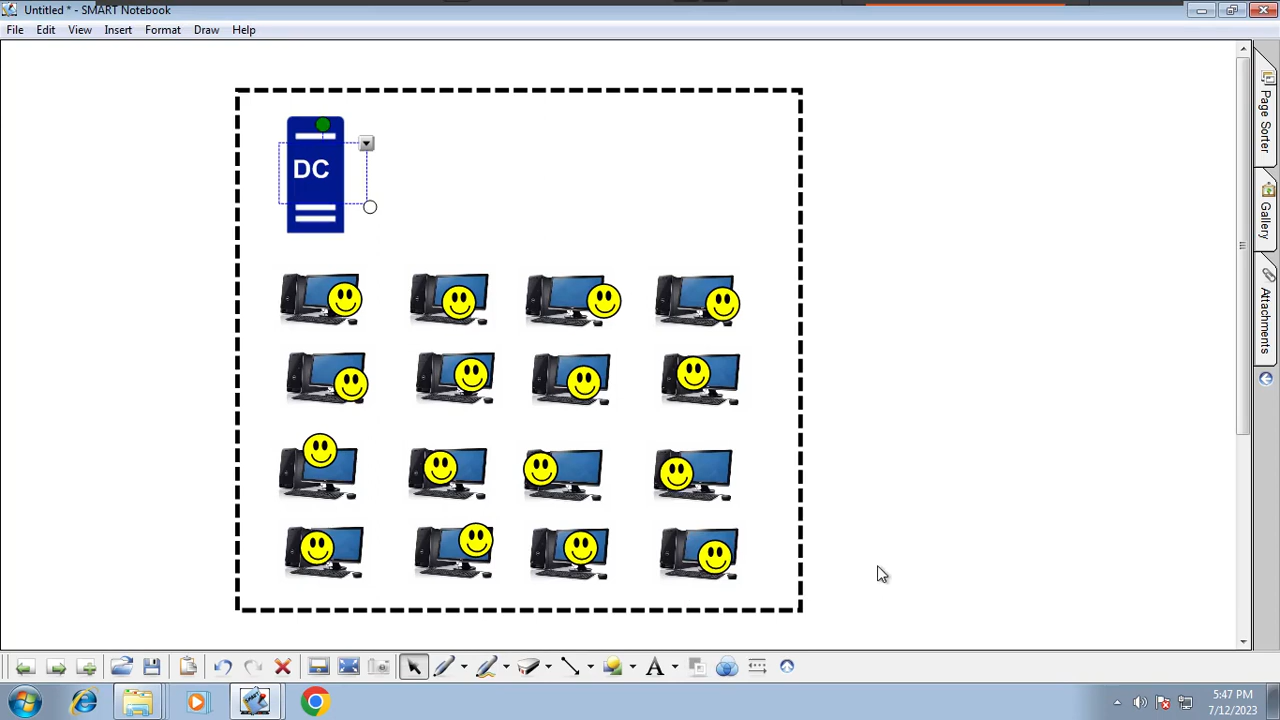 Untitled * - SMART Notebook
File Edit View Insert Format Draw Help
DC
Page Sorter
Gallery
Attachments
A
5:47 PM
7/12/2023